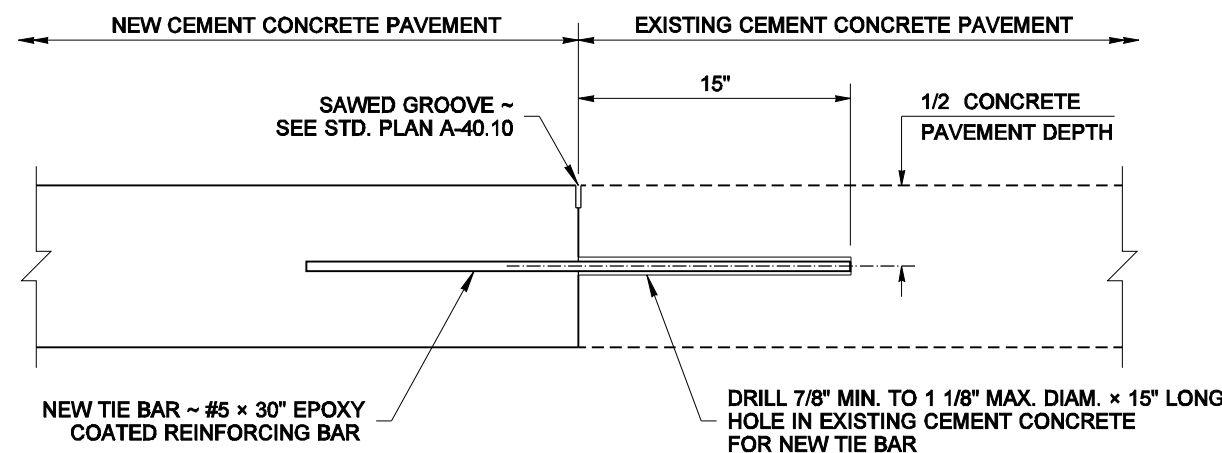 NEW CEMENT CONCRETE PAVEMENT
EXISTING CEMENT CONCRETE PAVEMENT
15"
SAWED GROOVE ~
SEE STD. PLAN A-40.10
1/2 CONCRETE
PAVEMENT DEPTH
NEW TIE BAR ~ #5 × 30" EPOXY
COATED REINFORCING BAR
DRILL 7/8" MIN. TO 1 1/8" MAX. DIAM. × 15" LONG
HOLE IN EXISTING CEMENT CONCRETE
FOR NEW TIE BAR